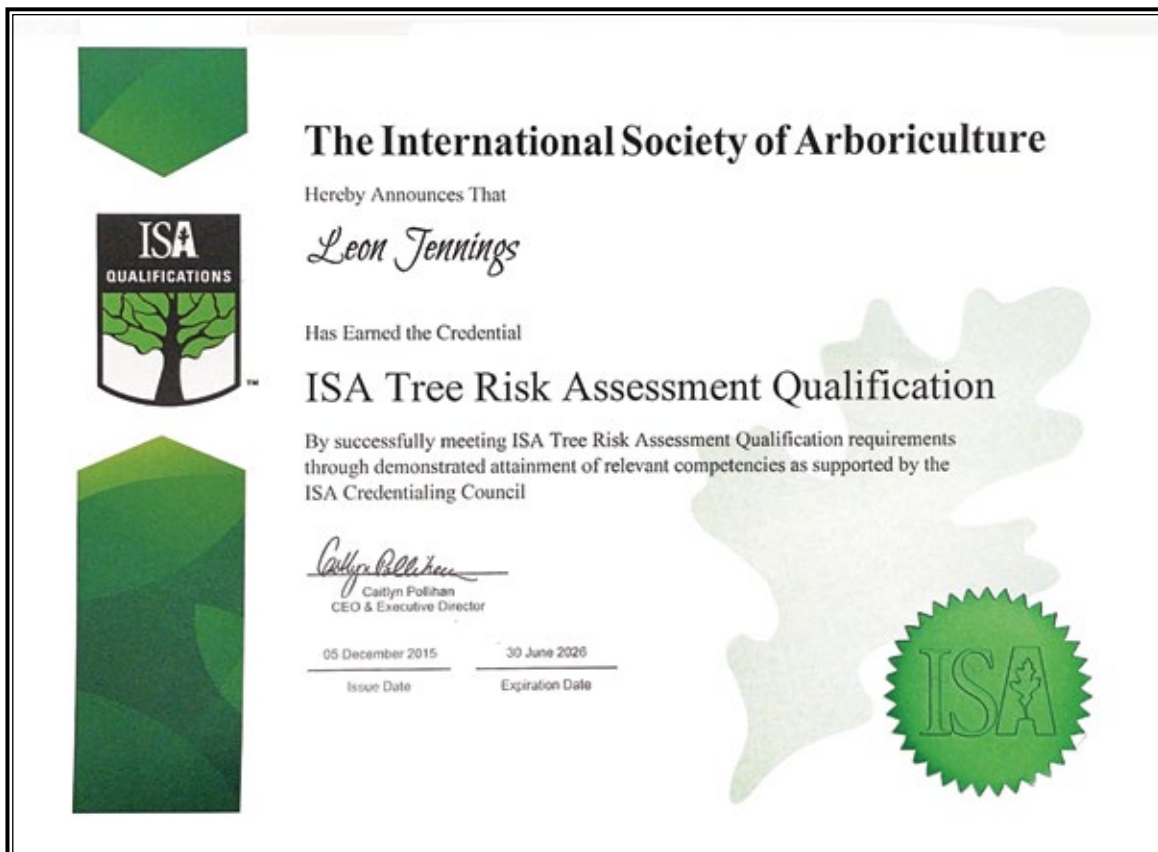 The International Society of Arboriculture
Hereby Announces That
Leon Jennings
ISA
QUALIFICATIONS
TM
Has Earned the Credential
ISA Tree Risk Assessment Qualification
By successfully meeting ISA Tree Risk Assessment Qualification requirements
through demonstrated attainment of relevant competencies as supported by the
ISA Credentialing Council
Caitlyn Pollihan
Caitlyn Pollihan
CEO & Executive Director
05 December 2015 30 June 2026
Issue Date Expiration Date
ISA